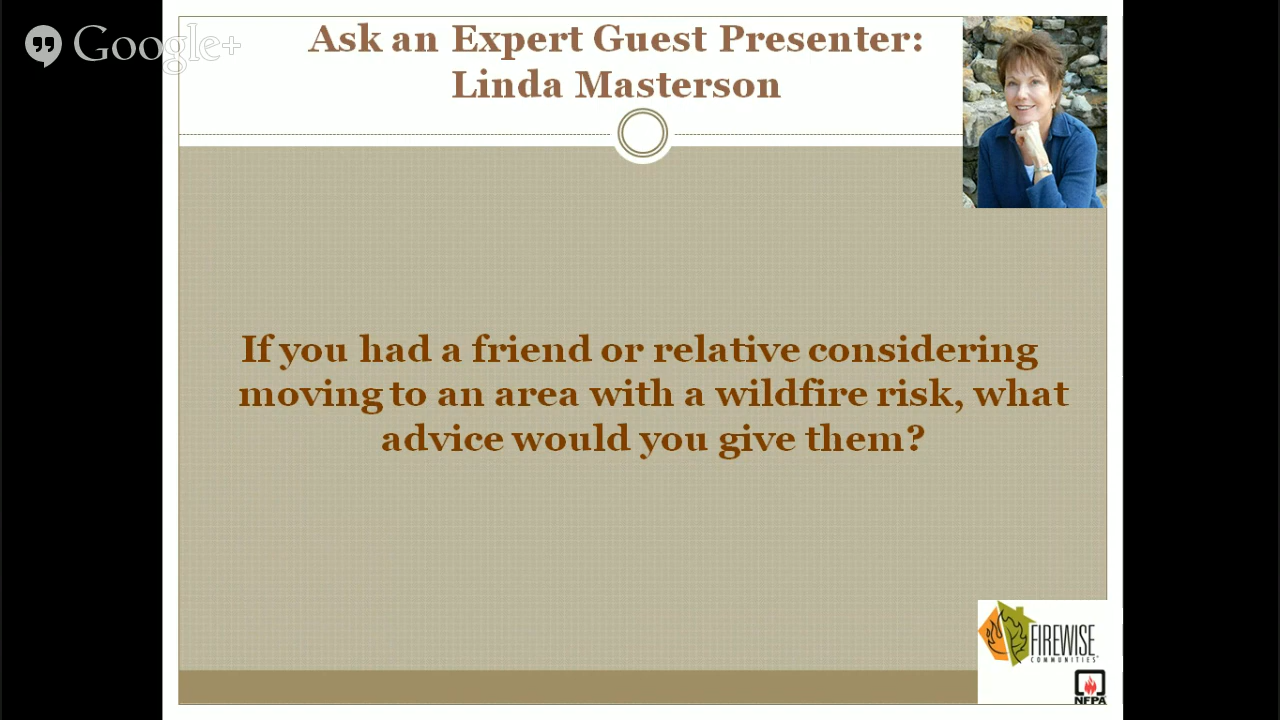 Google+
Ask an Expert Guest Presenter:
Linda Masterson
If you had a friend or relative considering
moving to an area with a wildfire risk, what
advice would you give them?
FIREWISE
COMMUNITIES
NFPA